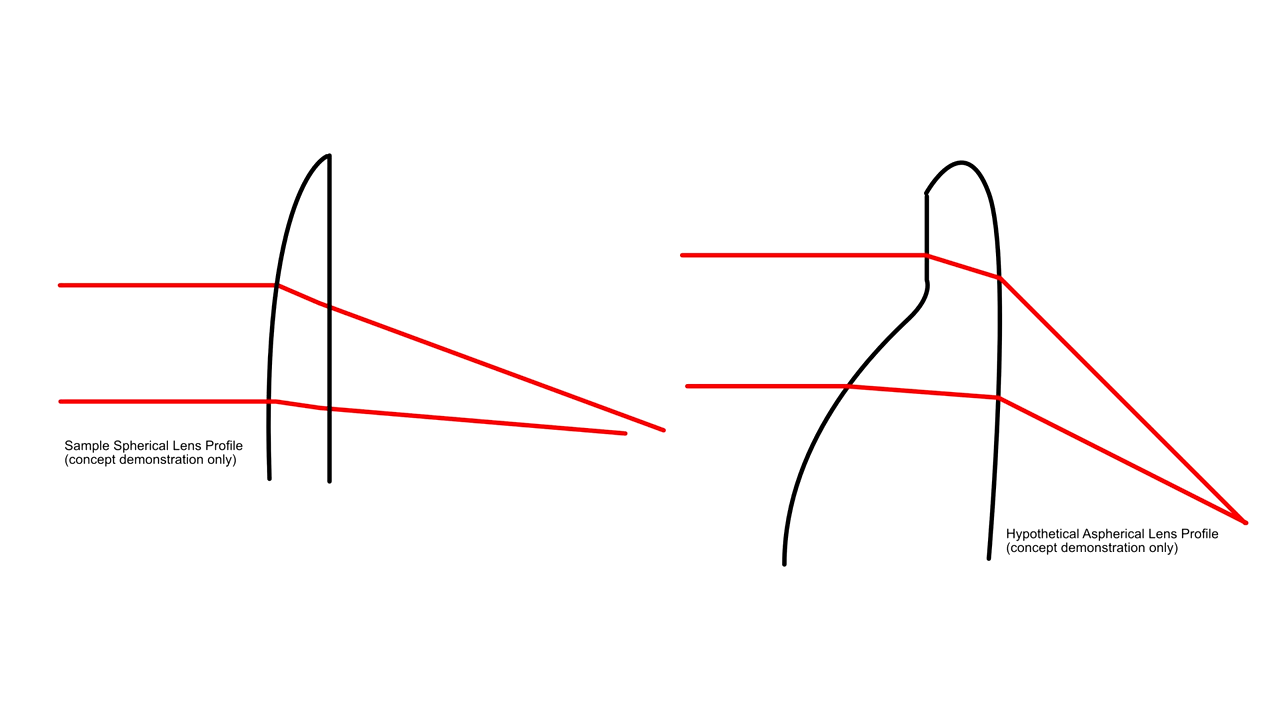 Sample Spherical Lens Profile
(concept demonstration only)
Hypothetical Aspherical Lens Profile
(concept demonstration only)